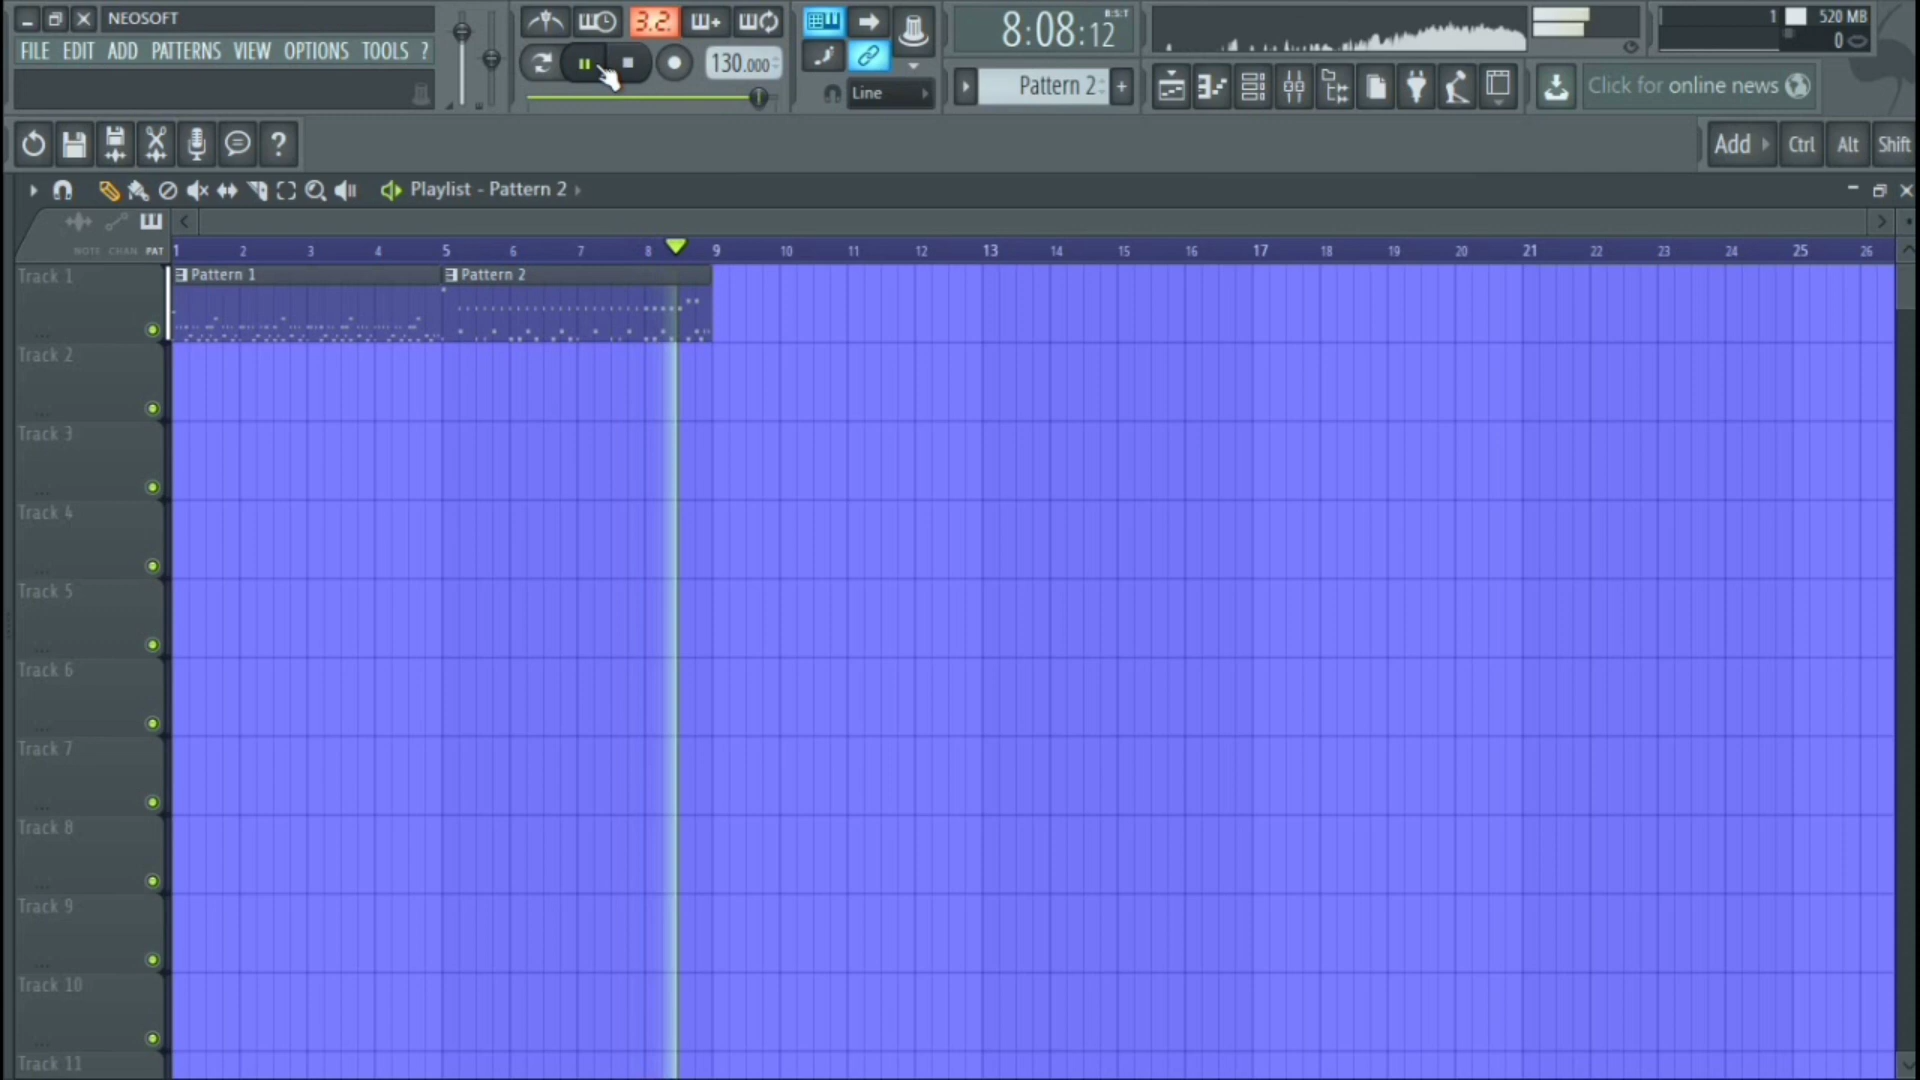 NEOSOFT
FILE EDIT ADD PATTERNS VIEW OPTIONS TOOLS ?
3.2.
130.000
Line
8:08:12
B:S:T
Pattern 2
+
1
520 MB
0
Click for online news
?
Add
Ctrl
Alt
Shift
Playlist - Pattern 2
NOTE CHAN PAT
1 2 3 4 5 6 7 8 9 10 11 12 13 14 15 16 17 18 19 20 21 22 23 24 25 26
Track 1
Pattern 1
Pattern 2
Track 2
Track 3
Track 4
Track 5
Track 6
Track 7
Track 8
Track 9
Track 10
Track 11